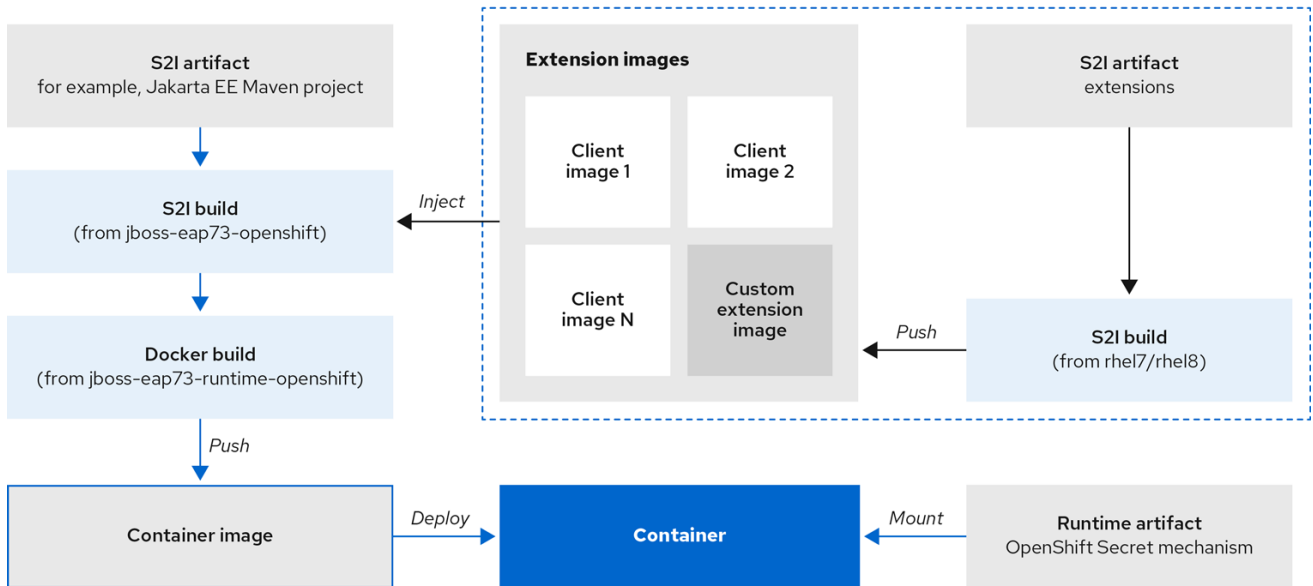 S2I artifact
for example, Jakarta EE Maven project
S2I build
(from jboss-eap73-openshift)
Docker build
(from jboss-eap73-runtime-openshift)
Push
Container image
Inject
Extension images
Client
image 1
Client
image 2
Client
image N
Custom
extension
image
S2I artifact
extensions
Push
S2I build
(from rhel7/rhel8)
Deploy
Container
Mount
Runtime artifact
OpenShift Secret mechanism